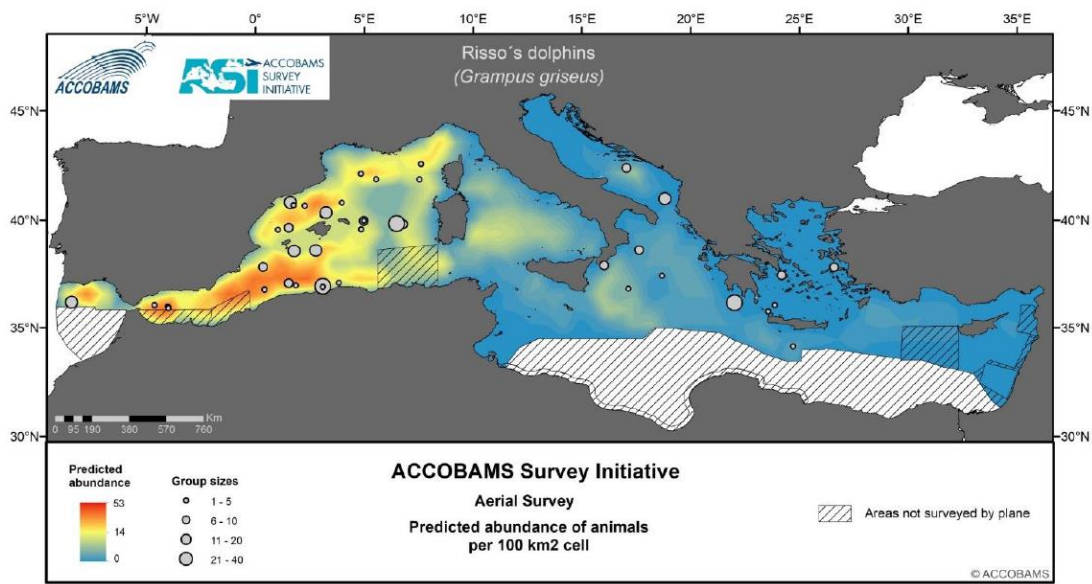 5°W 0° 5°E 10°E 15°E 20°E 25°E 30°E 35°E
ACCOBAMS
ASI
ACCOBAMS
SURVEY
INITIATIVE
Risso´s dolphins
(Grampus griseus)
45°N 45°N
40°N 40°N
35°N 35°N
30°N 30°N
Km
0 95 190 380 570 760
Predicted
abundance
53
14
0
Group sizes
1 - 5
6 - 10
11 - 20
21 - 40
ACCOBAMS Survey Initiative
Aerial Survey
Predicted abundance of animals
per 100 km2 cell
Areas not surveyed by plane
© ACCOBAMS